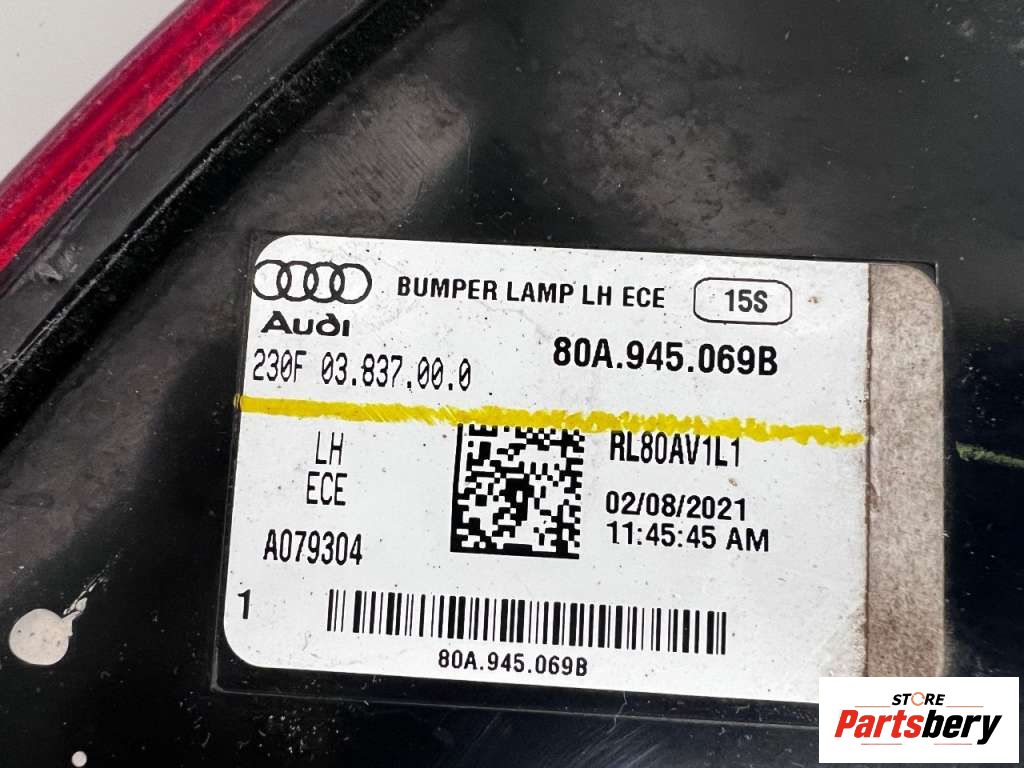 BUMPER LAMP LH ECE 15S
Audi
80A.945.069B
230F 03.837.00.0
LH
ECE
RL80AV1L1
02/08/2021
11:45:45 AM
A079304
1
80A.945.069B
STORE
Partsbery